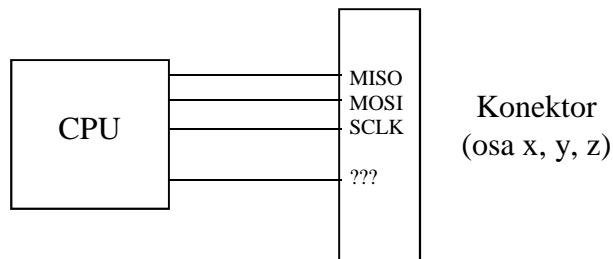 CPU
MISO
MOSI
SCLK
???
Konektor
(osa x, y, z)